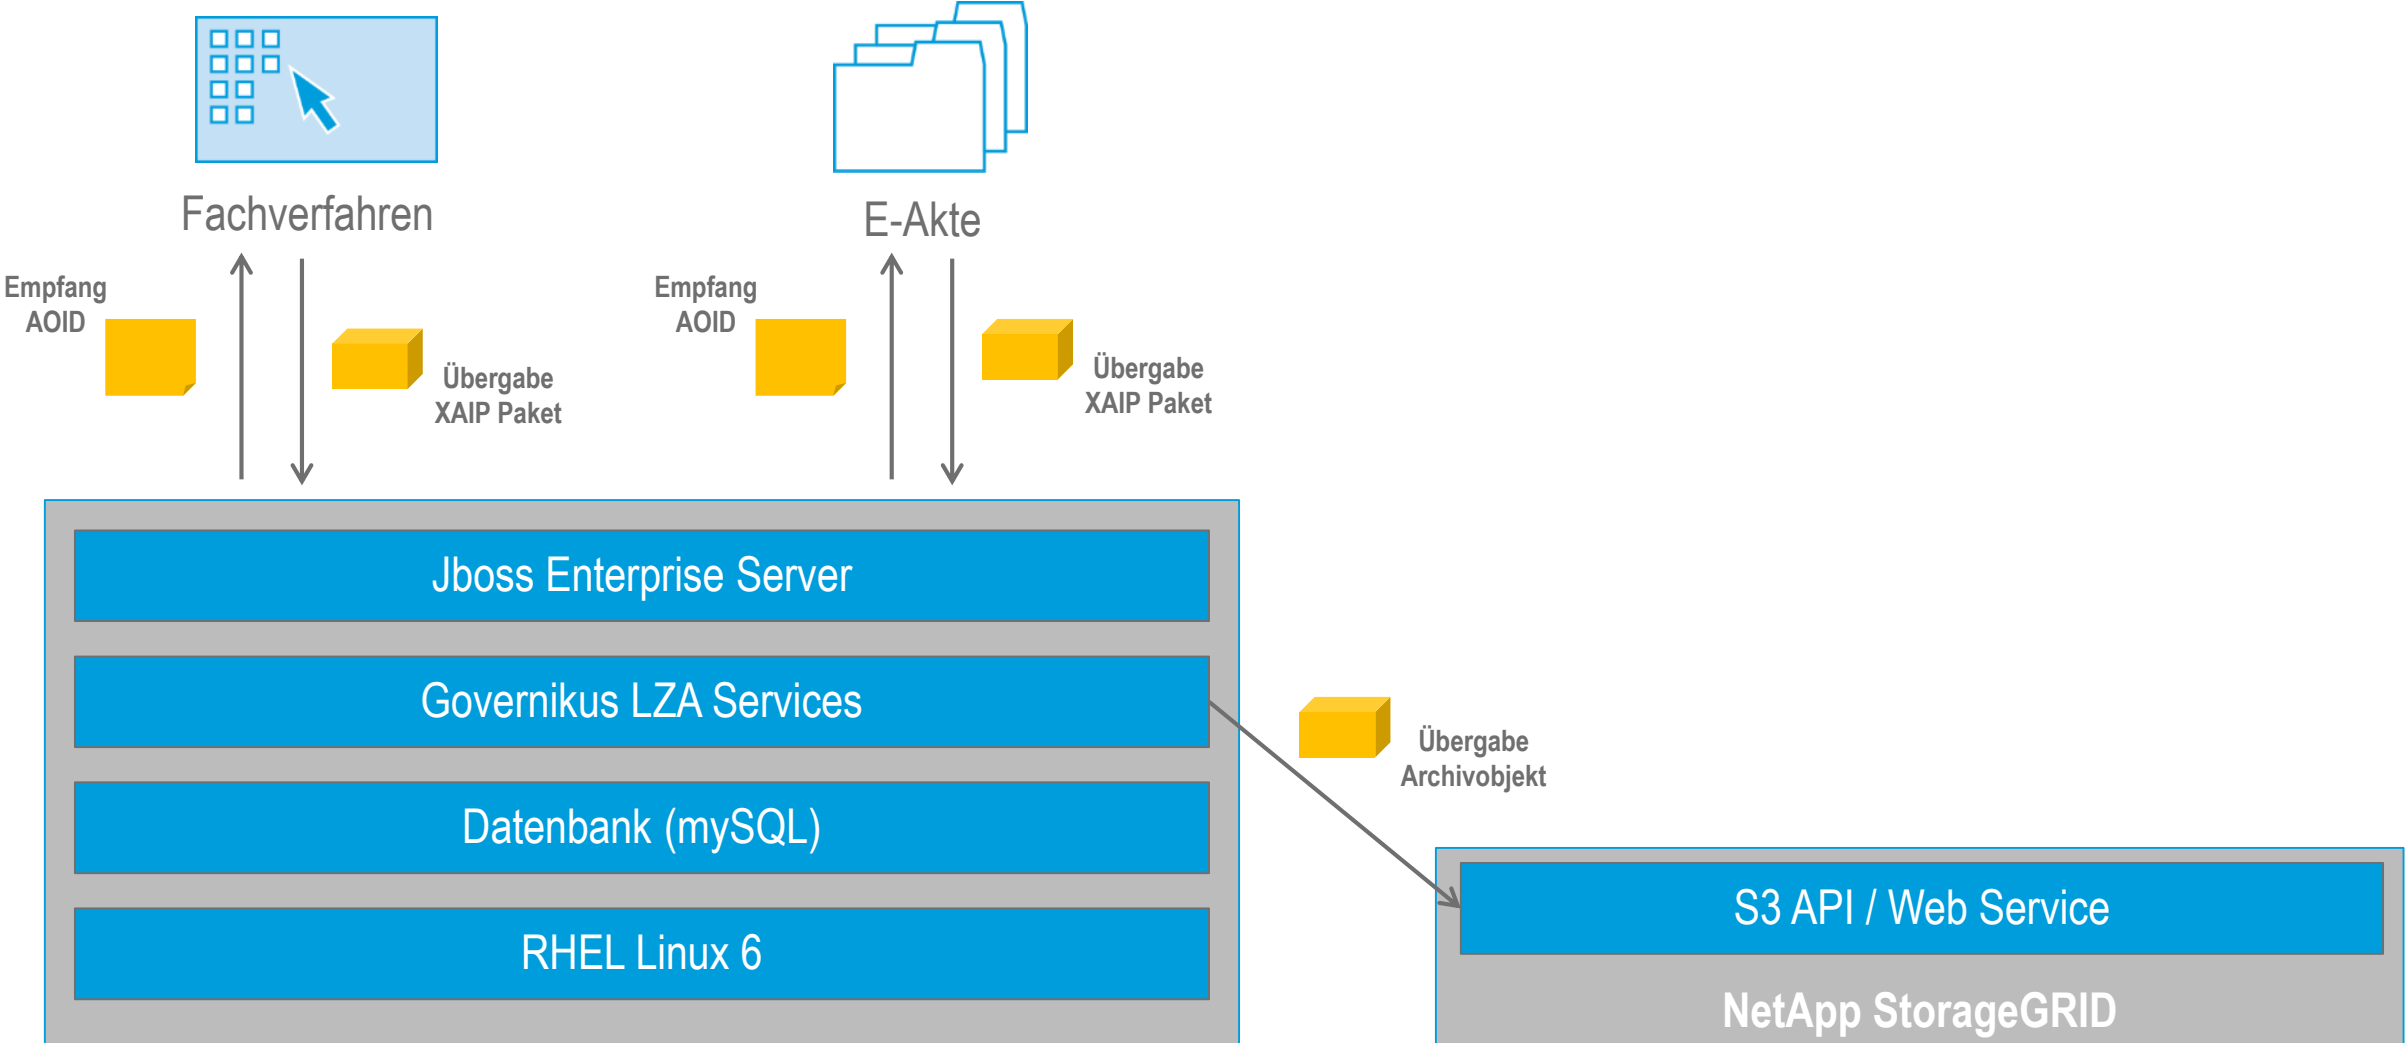 Fachverfahren
E-Akte
Empfang
AOID
Übergabe
XAIP Paket
Empfang
AOID
Übergabe
XAIP Paket
Jboss Enterprise Server
Governikus LZA Services
Datenbank (mySQL)
RHEL Linux 6
Übergabe
Archivobjekt
S3 API / Web Service
NetApp StorageGRID